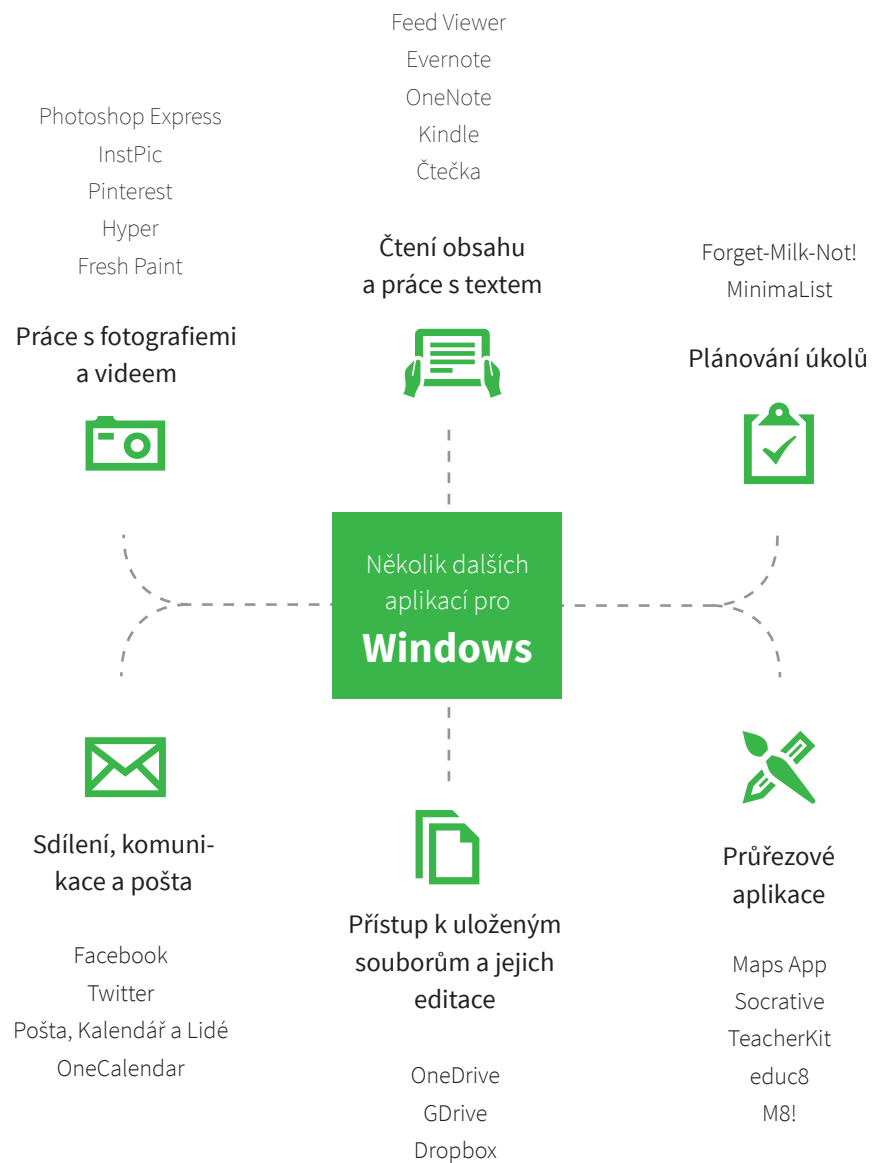 Photoshop Express
InstPic
Pinterest
Hyper
Fresh Paint
Práce s fotografiemi
a videem
Feed Viewer
Evernote
OneNote
Kindle
Čtečka
Čtení obsahu
a práce s textem
Forget-Milk-Not!
MinimaList
Plánování úkolů
Několik dalších
aplikací pro
Windows
Sdílení, komuni-
kace a pošta
Facebook
Twitter
Pošta, Kalendář a Lidé
OneCalendar
Přístup k uloženým
souborům a jejich
editace
OneDrive
GDrive
Dropbox
Průřezové
aplikace
Maps App
Socrative
TeacherKit
educ8
M8!